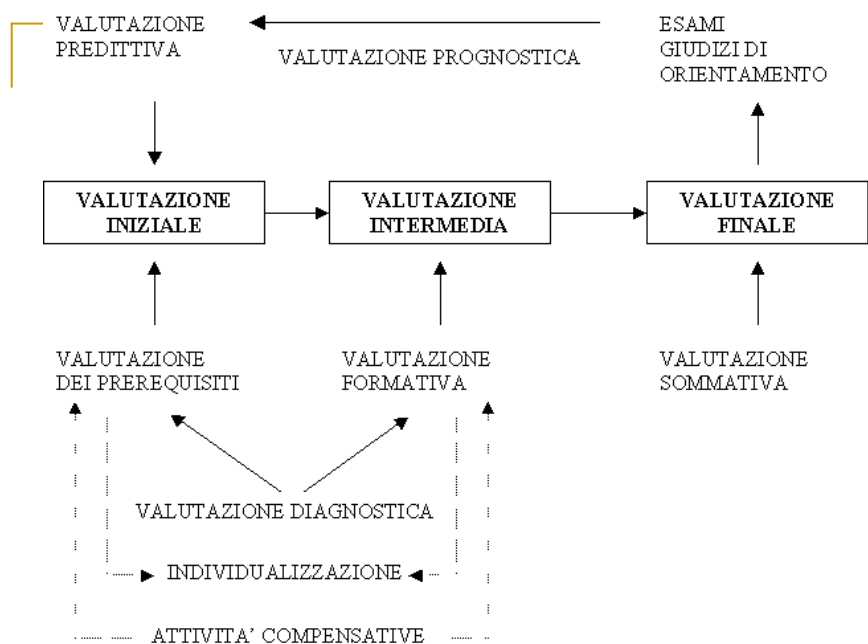 VALUTAZIONE
PREDITTIVA
VALUTAZIONE PROGNOSTICA
ESAMI
GIUDIZI DI
ORIENTAMENTO
VALUTAZIONE
INIZIALE
VALUTAZIONE
INTERMEDIA
VALUTAZIONE
FINALE
VALUTAZIONE
DEI PREREQUISITI
VALUTAZIONE
FORMATIVA
VALUTAZIONE
SOMMATIVA
VALUTAZIONE DIAGNOSTICA
INDIVIDUALIZZAZIONE
ATTIVITA’ COMPENSATIVE